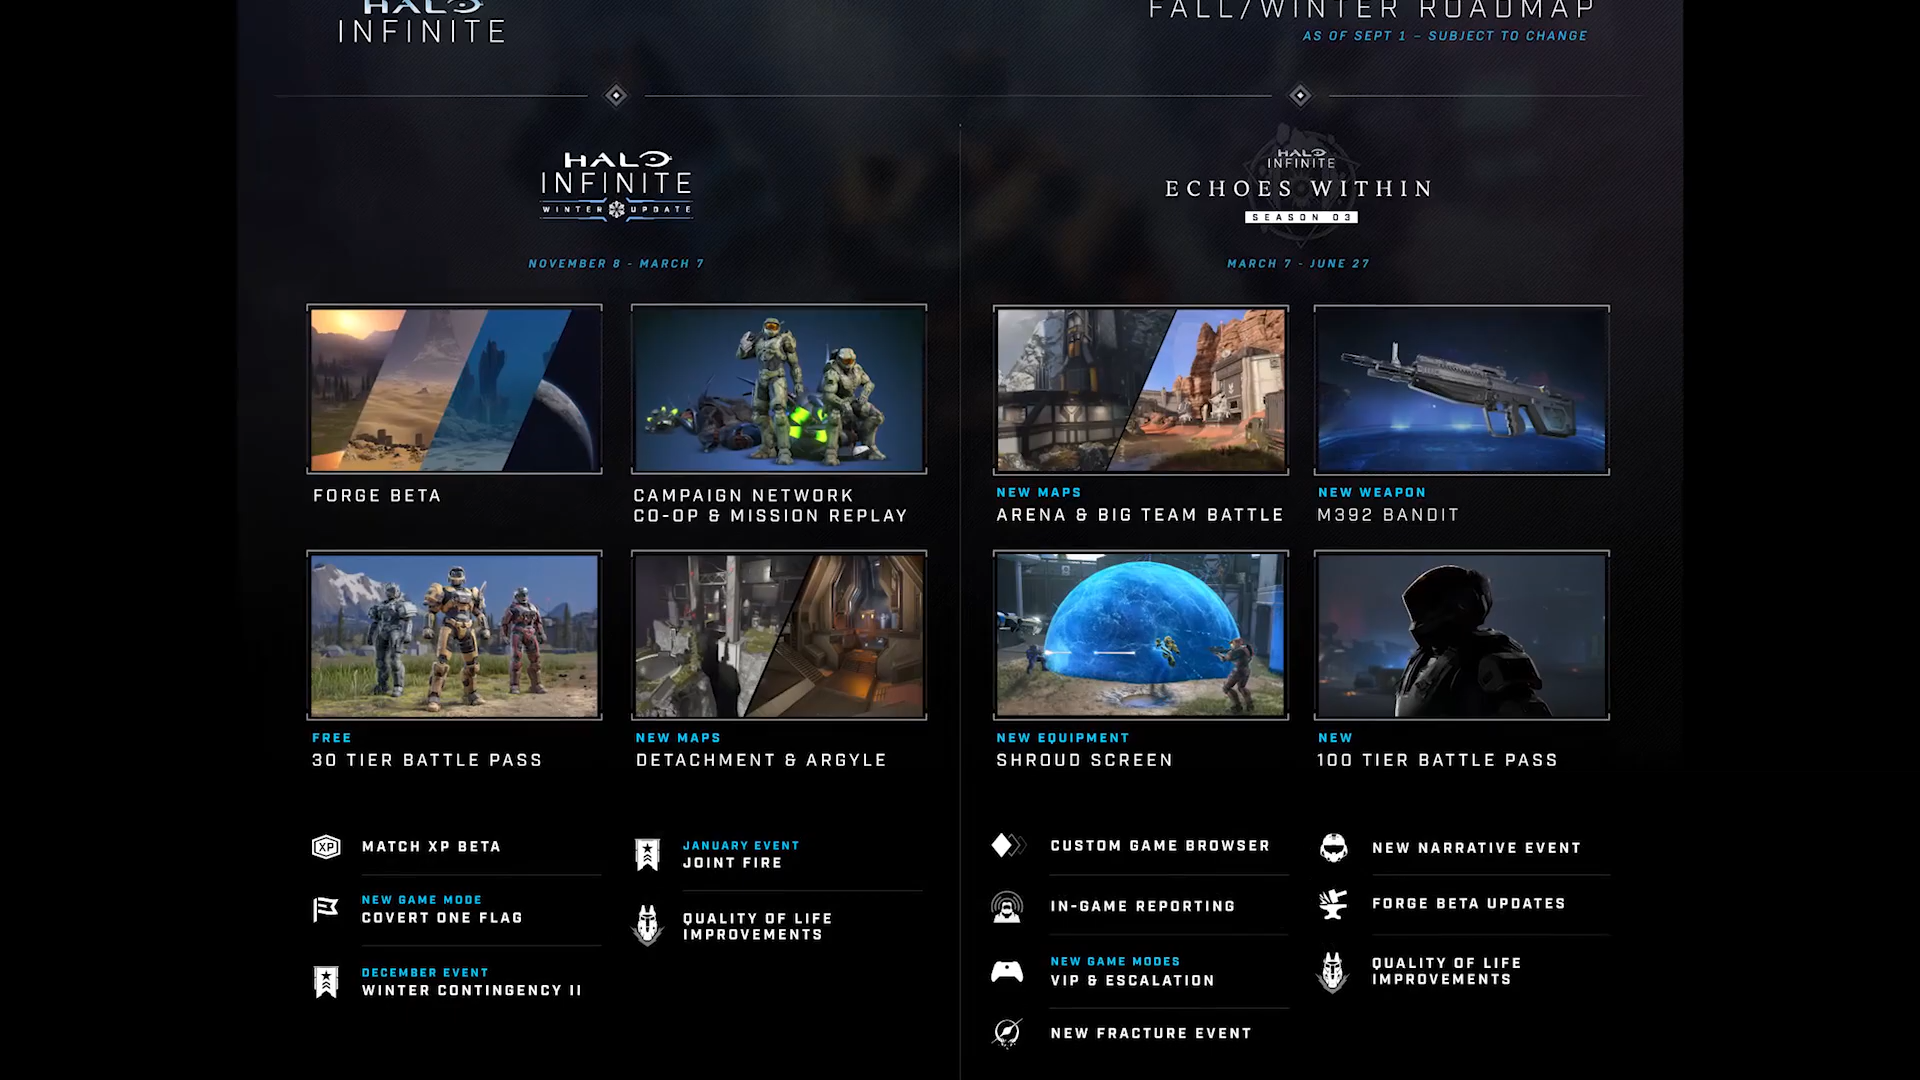 HALO
INFINITE
FALL/WINTER ROADMAP
AS OF SEPT 1 – SUBJECT TO CHANGE
HALO
INFINITE
WINTER UPDATE
NOVEMBER 8 - MARCH 7
FORGE BETA
CAMPAIGN NETWORK
CO-OP & MISSION REPLAY
FREE
30 TIER BATTLE PASS
NEW MAPS
DETACHMENT & ARGYLE
XP
MATCH XP BETA
NEW GAME MODE
COVERT ONE FLAG
DECEMBER EVENT
WINTER CONTINGENCY II
JANUARY EVENT
JOINT FIRE
QUALITY OF LIFE
IMPROVEMENTS
HALO
INFINITE
ECHOES WITHIN
SEASON 03
MARCH 7 - JUNE 27
NEW MAPS
ARENA & BIG TEAM BATTLE
NEW WEAPON
M392 BANDIT
NEW EQUIPMENT
SHROUD SCREEN
NEW
100 TIER BATTLE PASS
CUSTOM GAME BROWSER
IN-GAME REPORTING
NEW GAME MODES
VIP & ESCALATION
NEW FRACTURE EVENT
NEW NARRATIVE EVENT
FORGE BETA UPDATES
QUALITY OF LIFE
IMPROVEMENTS